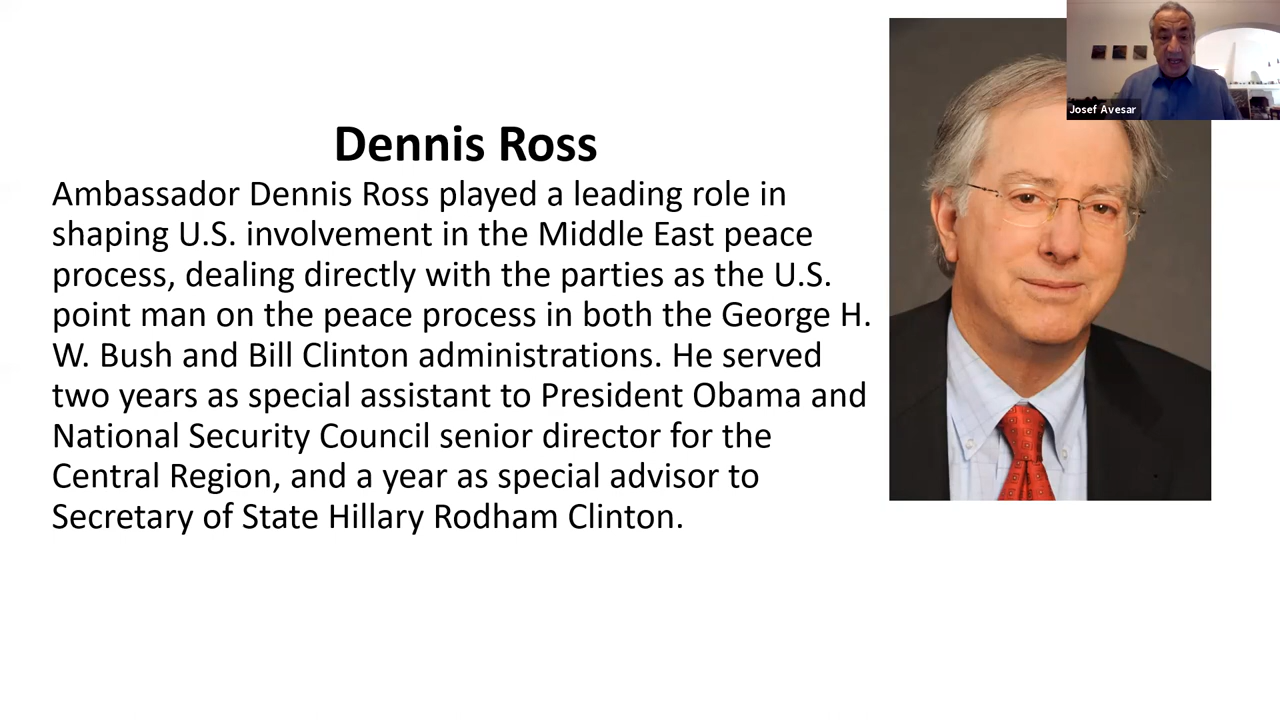 Dennis Ross
Ambassador Dennis Ross played a leading role in
shaping U.S. involvement in the Middle East peace
process, dealing directly with the parties as the U.S.
point man on the peace process in both the George H.
W. Bush and Bill Clinton administrations. He served
two years as special assistant to President Obama and
National Security Council senior director for the
Central Region, and a year as special advisor to
Secretary of State Hillary Rodham Clinton.
Josef Avesar